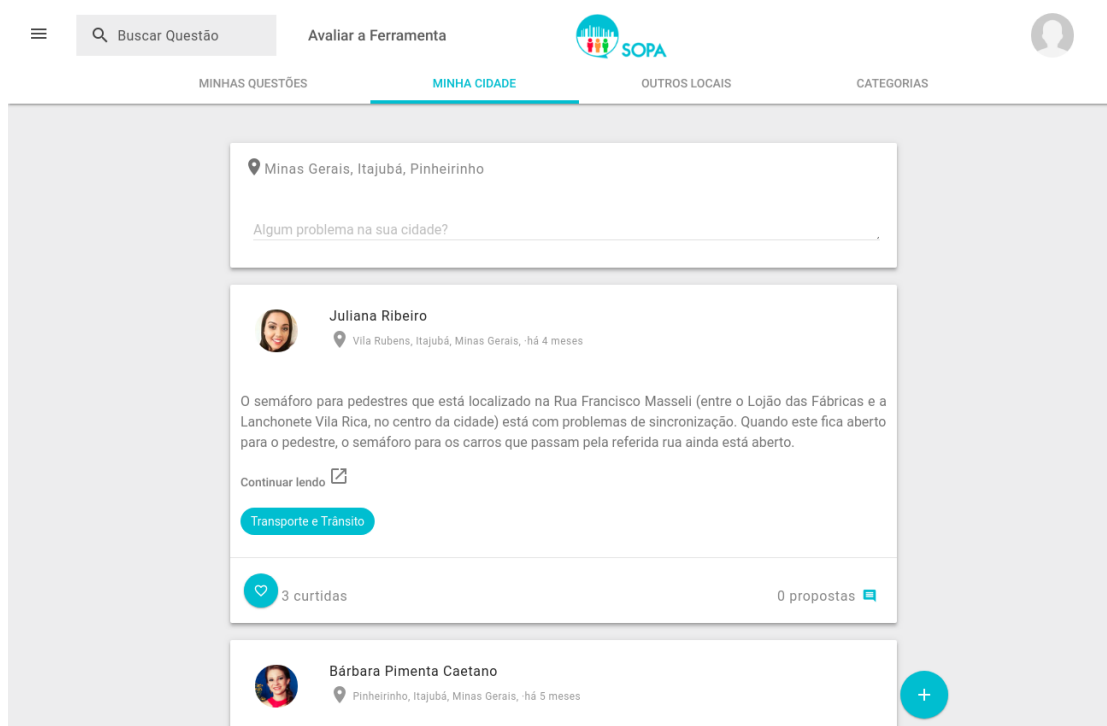 Buscar Questão
Avaliar a Ferramenta
SOPA
MINHAS QUESTÕES
MINHA CIDADE
OUTROS LOCAIS
CATEGORIAS
Minas Gerais, Itajubá, Pinheirinho
Algum problema na sua cidade?
Juliana Ribeiro
Vila Rubens, Itajubá, Minas Gerais, ·há 4 meses
O semáforo para pedestres que está localizado na Rua Francisco Masseli (entre o Lojão das Fábricas e a
Lanchonete Vila Rica, no centro da cidade) está com problemas de sincronização. Quando este fica aberto
para o pedestre, o semáforo para os carros que passam pela referida rua ainda está aberto.
Continuar lendo
Transporte e Trânsito
3 curtidas
0 propostas
Bárbara Pimenta Caetano
Pinheirinho, Itajubá, Minas Gerais, ·há 5 meses